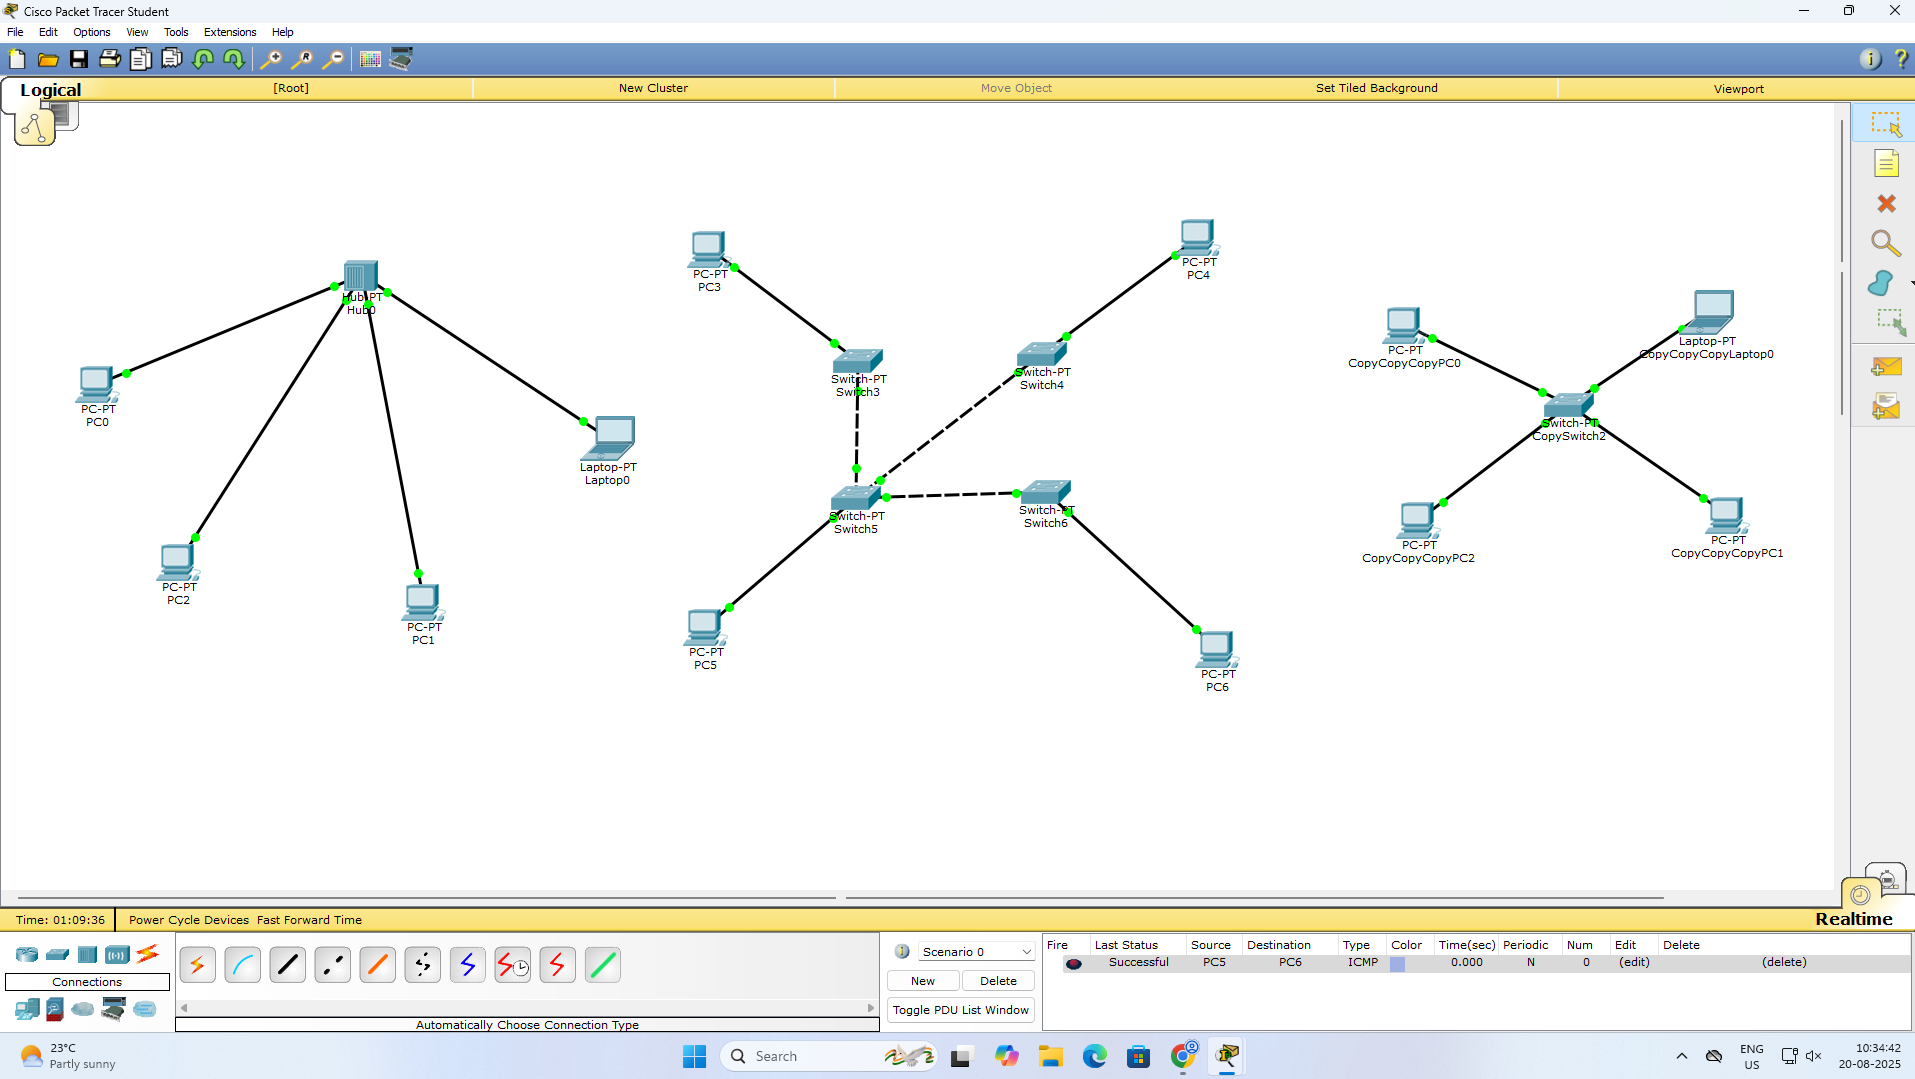 Cisco Packet Tracer Student
File Edit Options View Tools Extensions Help
Logical [Root] New Cluster Move Object Set Tiled Background Viewport
Hub-PT
Hub0
PC-PT
PC0
PC-PT
PC2
PC-PT
PC1
Laptop-PT
Laptop0
PC-PT
PC3
PC-PT
PC4
Switch-PT
Switch3
Switch-PT
Switch4
Switch-PT
Switch5
Switch-PT
Switch6
PC-PT
PC5
PC-PT
PC6
PC-PT
CopyCopyCopyPC0
Laptop-PT
CopyCopyCopyLaptop0
Switch-PT
CopySwitch2
PC-PT
CopyCopyCopyPC2
PC-PT
CopyCopyCopyPC1
Time: 01:09:36 Power Cycle Devices Fast Forward Time Realtime
Connections
Automatically Choose Connection Type
Scenario 0
New Delete
Toggle PDU List Window
Fire Last Status Source Destination Type Color Time(sec) Periodic Num Edit Delete
Successful PC5 PC6 ICMP 0.000 N 0 (edit) (delete)
23°C
Partly sunny
Search
ENG
US
10:34:42
20-08-2025